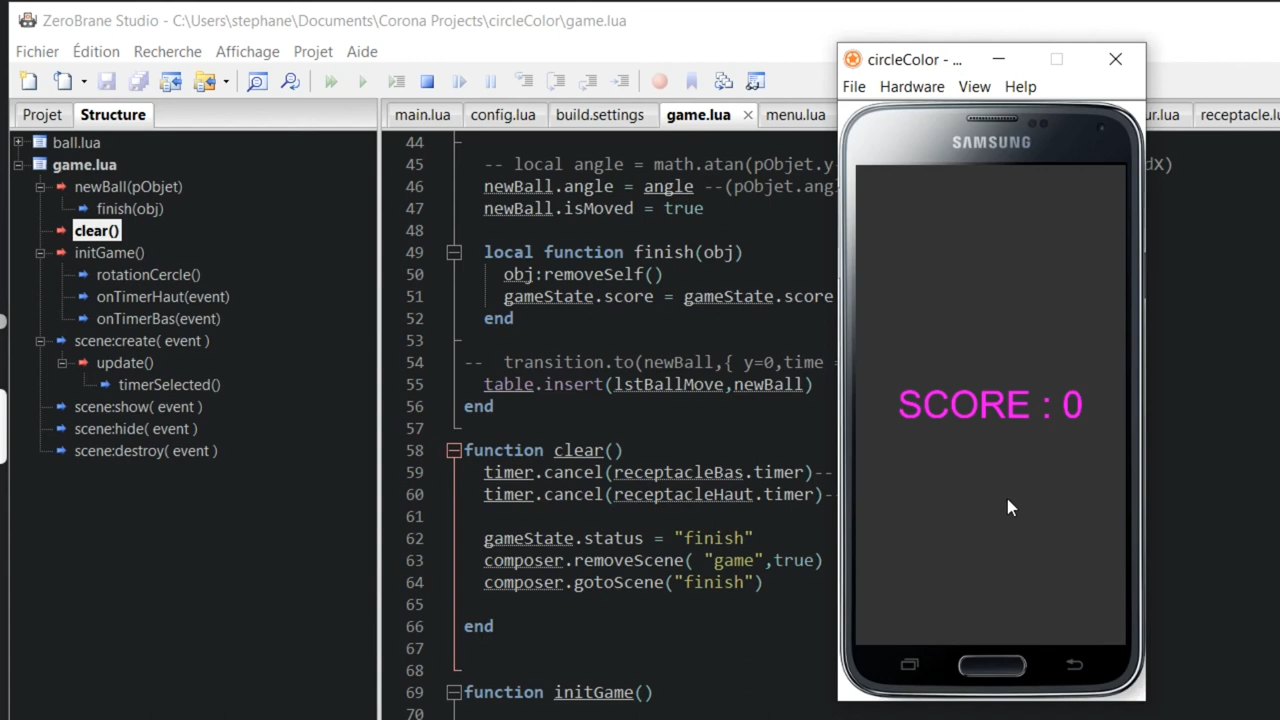 ZeroBrane Studio - C:\Users\stephane\Documents\Corona Projects\circleColor\game.lua
Fichier Édition Recherche Affichage Projet Aide
Projet Structure
ball.lua
game.lua
newBall(pObjet)
finish(obj)
clear()
initGame()
rotationCercle()
onTimerHaut(event)
onTimerBas(event)
scene:create( event )
update()
timerSelected()
scene:show( event )
scene:hide( event )
scene:destroy( event )
main.lua config.lua build.settings game.lua menu.lua
44
45 -- local angle = math.atan(pObjet.y
46 newBall.angle = angle --(pObjet.ang
47 newBall.isMoved = true
48
49 local function finish(obj)
50 obj:removeSelf()
51 gameState.score = gameState.score
52 end
53
54 -- transition.to(newBall,{ y=0,time =
55 table.insert(lstBallMove,newBall)
56 end
57
58 function clear()
59 timer.cancel(receptacleBas.timer)--
60 timer.cancel(receptacleHaut.timer)--
61
62 gameState.status = "finish"
63 composer.removeScene( "game",true)
64 composer.gotoScene("finish")
65
66 end
67
68
69 function initGame()
70
circleColor - ...
File Hardware View Help
SAMSUNG
SCORE : 0
ur.lua receptacle.lu
dX)